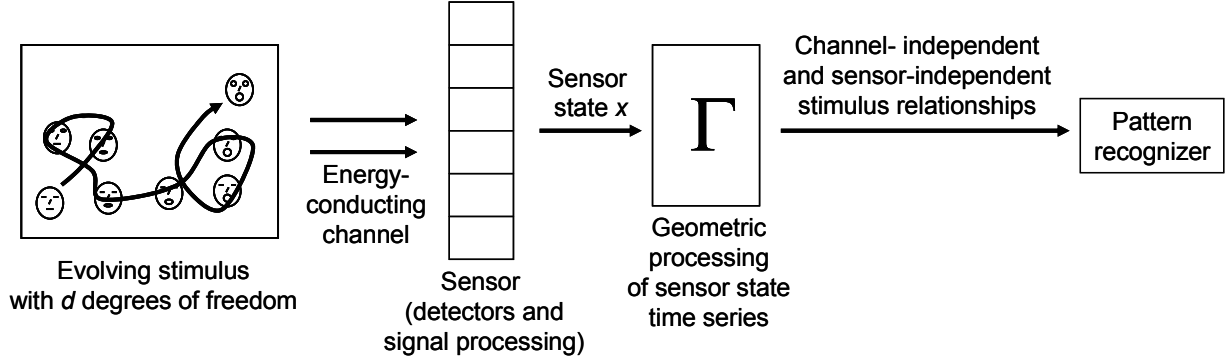 Evolving stimulus
with d degrees of freedom
Energy-
conducting
channel
Sensor
(detectors and
signal processing)
Sensor
state x
Γ
Geometric
processing
of sensor state
time series
Channel- independent
and sensor-independent
stimulus relationships
Pattern
recognizer